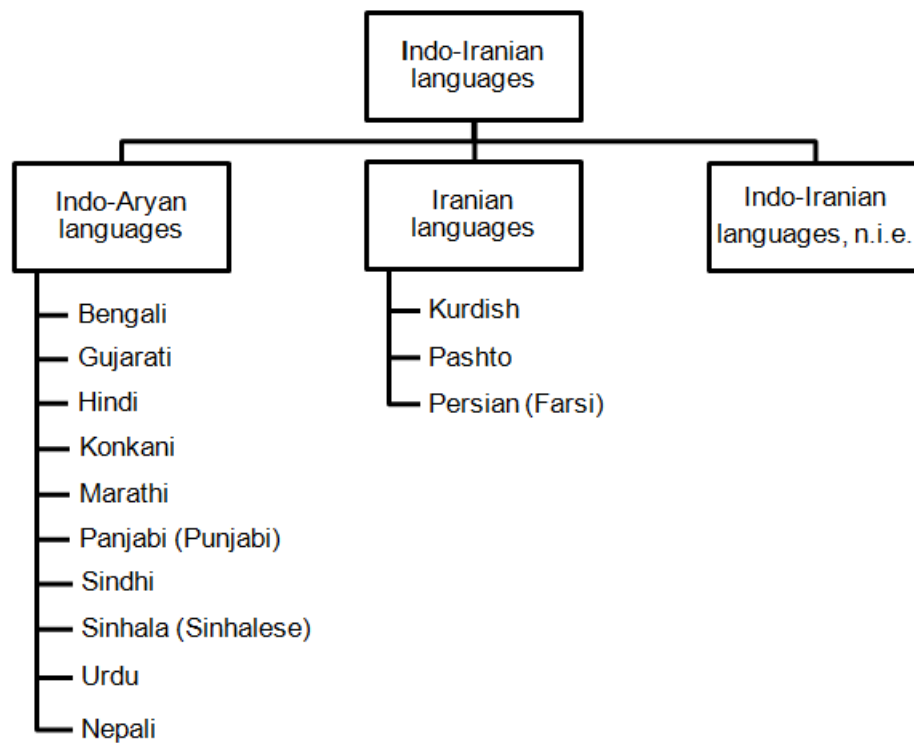 Indo-Iranian
languages
Indo-Aryan
languages
Iranian
languages
Indo-Iranian
languages, n.i.e.
Bengali
Gujarati
Hindi
Konkani
Marathi
Panjabi (Punjabi)
Sindhi
Sinhala (Sinhalese)
Urdu
Nepali
Kurdish
Pashto
Persian (Farsi)